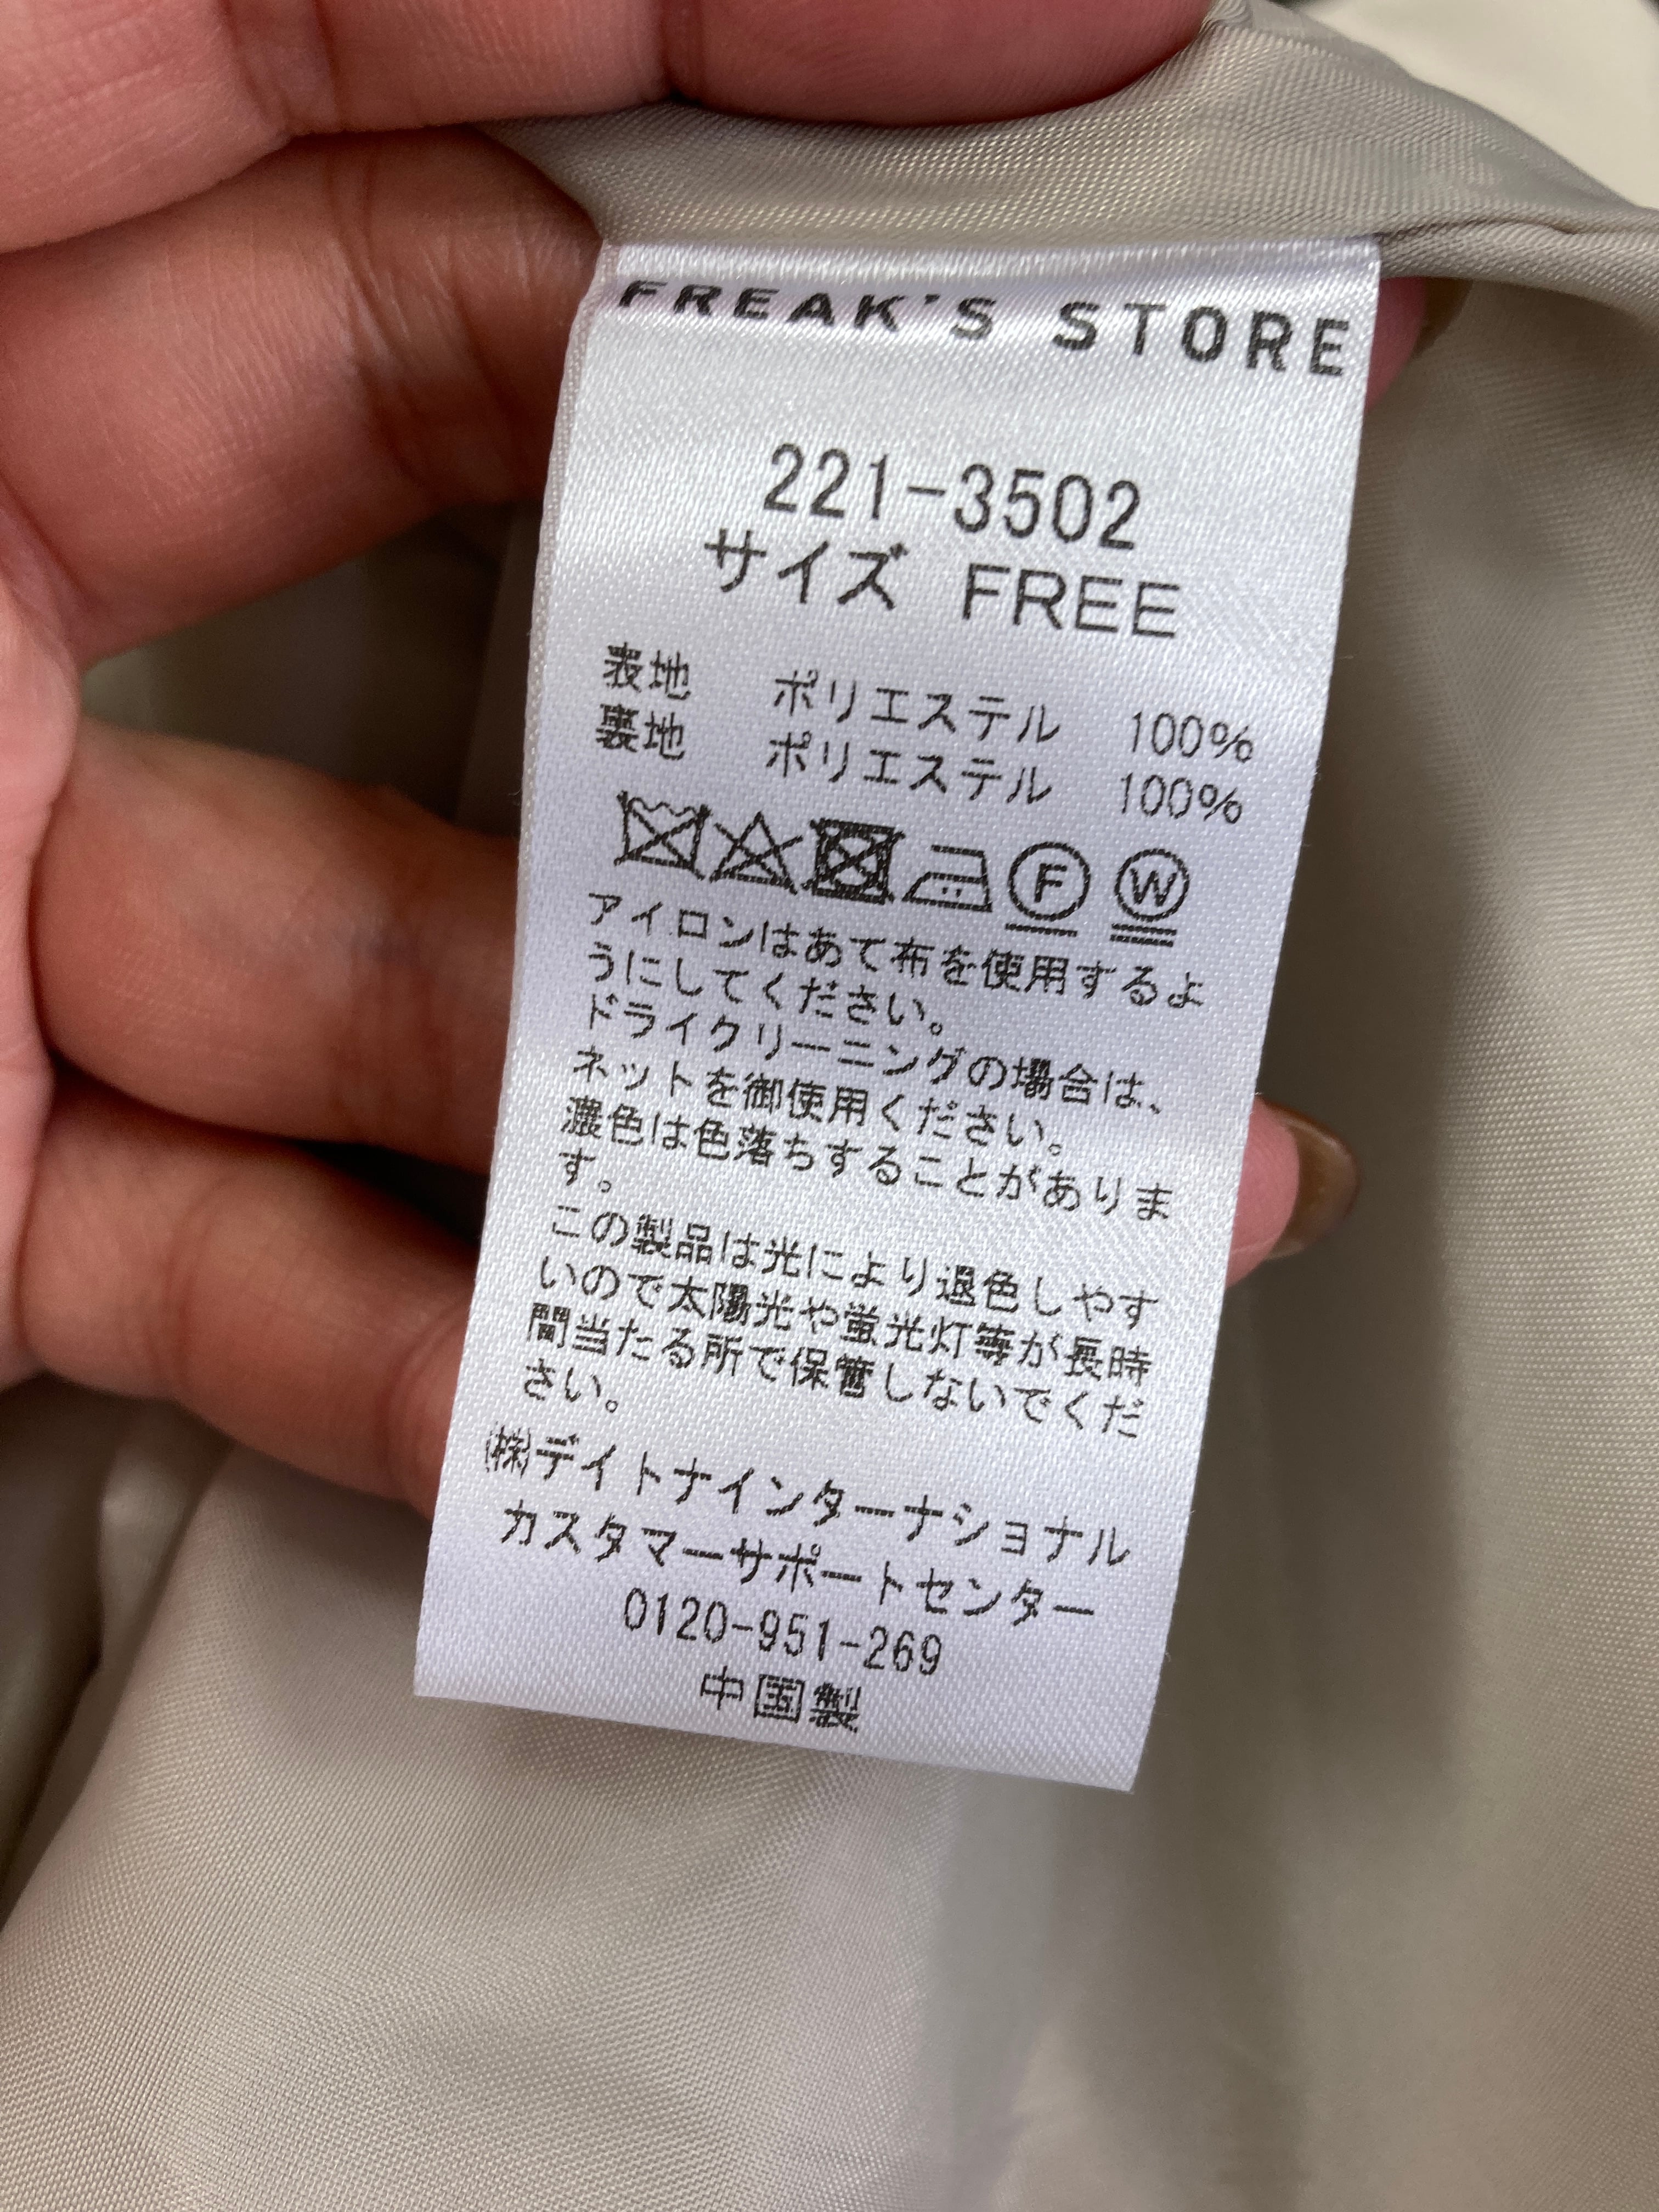 FREAK'S STORE
221-3502
サイズ FREE
表地 ポリエステル 100%
裏地 ポリエステル 100%
F W
アイロンはあて布を使用するよ
うにしてください。
ドライクリーニングの場合は、
ネットを御使用ください。
濃色は色落ちすることがありま
す。
この製品は光により退色しやす
いので太陽光や蛍光灯等が長時
間当たる所で保管しないでくだ
さい。
㈱デイトナインターナショナル
カスタマーサポートセンター
0120-951-269
中国製